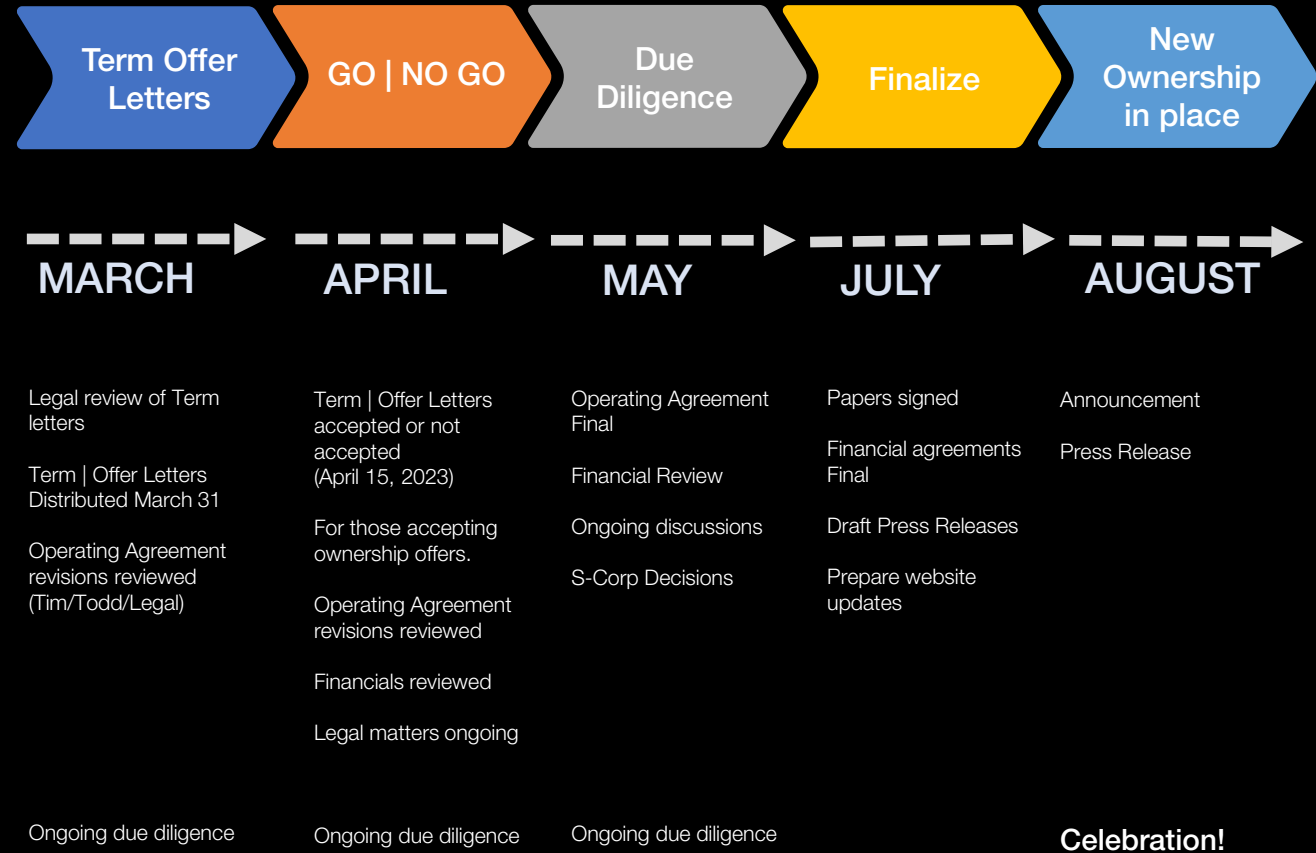 Term Offer
Letters
GO | NO GO
Due
Diligence
Finalize
New
Ownership
in place
MARCH
APRIL
MAY
JULY
AUGUST
Legal review of Term
letters
Term | Offer Letters
Distributed March 31
Operating Agreement
revisions reviewed
(Tim/Todd/Legal)
Ongoing due diligence
Term | Offer Letters
accepted or not
accepted
(April 15, 2023)
For those accepting
ownership offers.
Operating Agreement
revisions reviewed
Financials reviewed
Legal matters ongoing
Ongoing due diligence
Operating Agreement
Final
Financial Review
Ongoing discussions
S-Corp Decisions
Ongoing due diligence
Papers signed
Financial agreements
Final
Draft Press Releases
Prepare website
updates
Announcement
Press Release
Celebration!